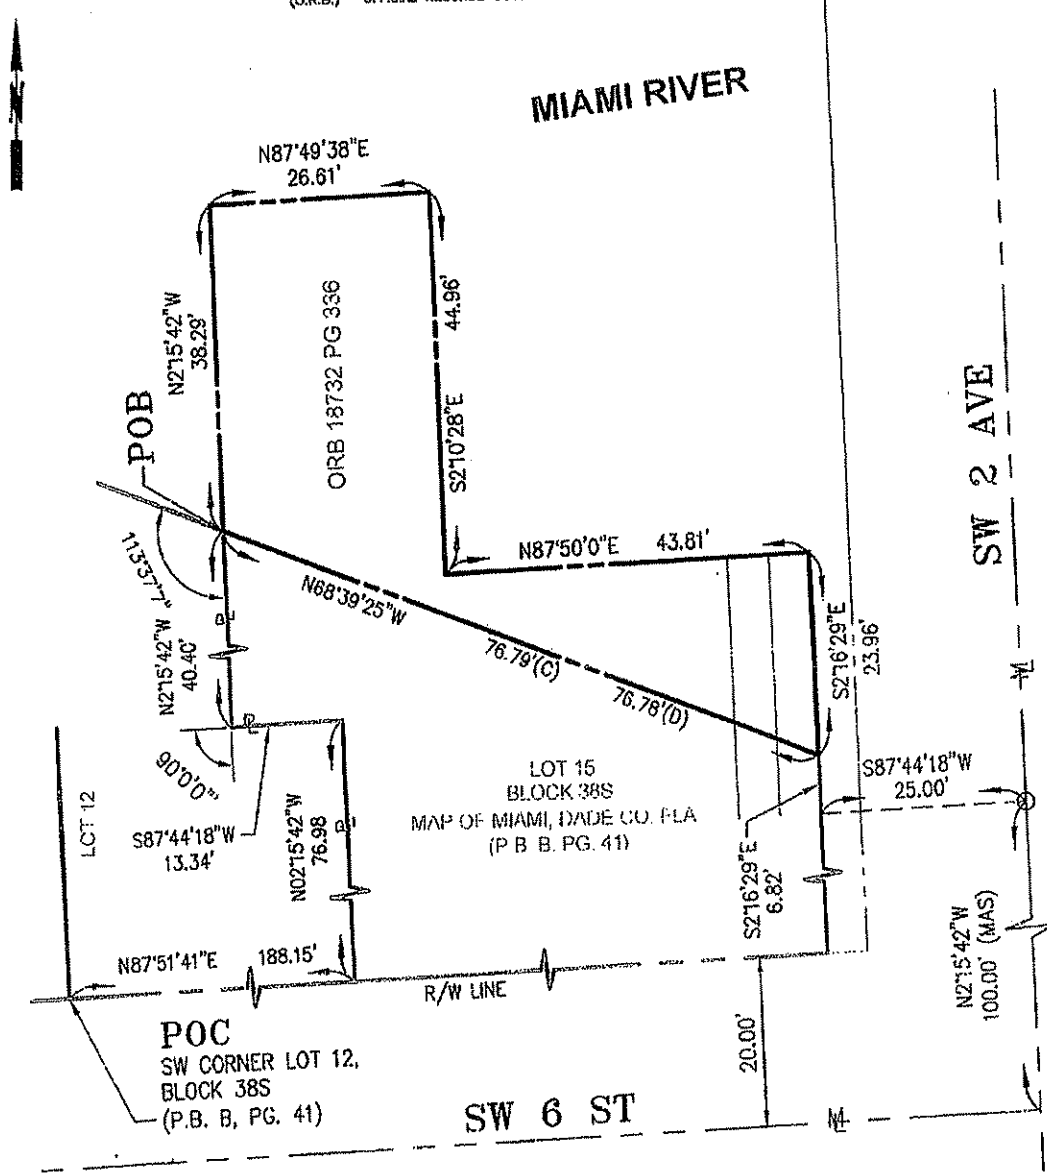 (O.R.B.)
N
MIAMI RIVER
N87°49'38"E
26.61'
N2°15'42"W
38.29'
ORB 18732 PG 336
44.96'
S2°10'28"E
POB
SW 2 AVE
113°37'7"
N87°50'0"E 43.81'
N68°39'25"W
76.79'(C)
76.78'(D)
S2°16'29"E
23.96'
N2°15'42"W
40.40'
90°0'0"
LOT 12
S87°44'18"W
13.34'
N02°15'42"W
76.98
LOT 15
BLOCK 38S
MAP OF MIAMI, DADE CO. FLA
(P B B. PG. 41)
S87°44'18"W
25.00'
S2°16'29"E
6.82'
N2°15'42"W
100.00' (MAS)
N87°51'41"E 188.15'
R/W LINE
20.00'
POC
SW CORNER LOT 12,
BLOCK 38S
(P.B. B, PG. 41)
SW 6 ST